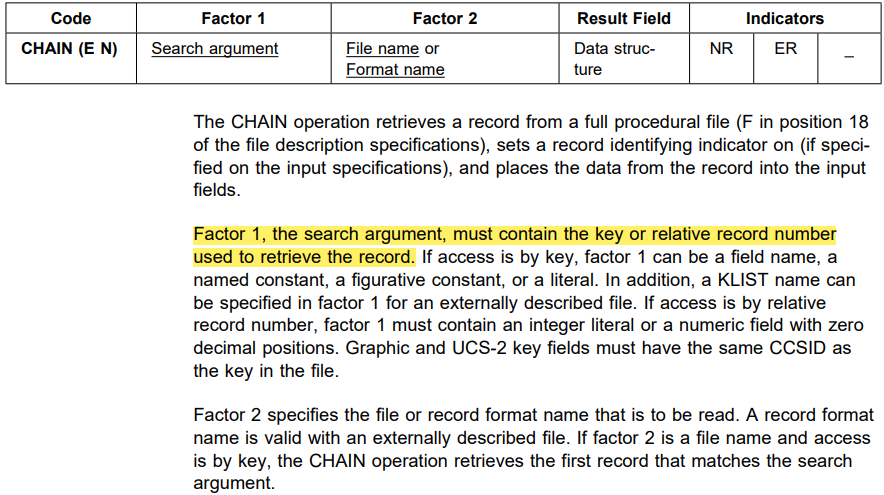 Code Factor 1 Factor 2 Result Field Indicators
CHAIN (E N) Search argument File name or Format name Data struc- ture NR ER _
The CHAIN operation retrieves a record from a full procedural file (F in position 18
of the file description specifications), sets a record identifying indicator on (if speci-
fied on the input specifications), and places the data from the record into the input
fields.
Factor 1, the search argument, must contain the key or relative record number
used to retrieve the record. If access is by key, factor 1 can be a field name, a
named constant, a figurative constant, or a literal. In addition, a KLIST name can
be specified in factor 1 for an externally described file. If access is by relative
record number, factor 1 must contain an integer literal or a numeric field with zero
decimal positions. Graphic and UCS-2 key fields must have the same CCSID as
the key in the file.
Factor 2 specifies the file or record format name that is to be read. A record format
name is valid with an externally described file. If factor 2 is a file name and access
is by key, the CHAIN operation retrieves the first record that matches the search
argument.